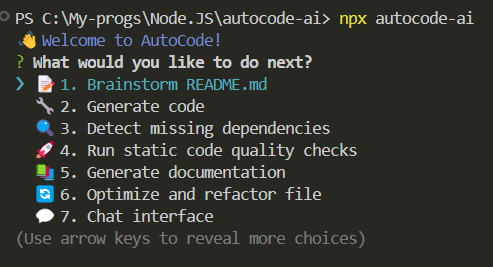 PS C:\My-progs\Node.JS\autocode-ai> npx autocode-ai
👋 Welcome to AutoCode!
? What would you like to do next?
❯ 📝 1. Brainstorm README.md
🔧 2. Generate code
🔍 3. Detect missing dependencies
🚀 4. Run static code quality checks
📚 5. Generate documentation
🔄 6. Optimize and refactor file
💬 7. Chat interface
(Use arrow keys to reveal more choices)